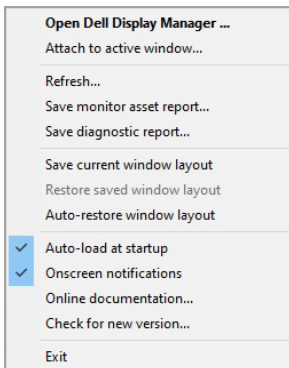 Open Dell Display Manager ...
Attach to active window...
Refresh...
Save monitor asset report...
Save diagnostic report...
Save current window layout
Restore saved window layout
Auto-restore window layout
Auto-load at startup
Onscreen notifications
Online documentation...
Check for new version...
Exit